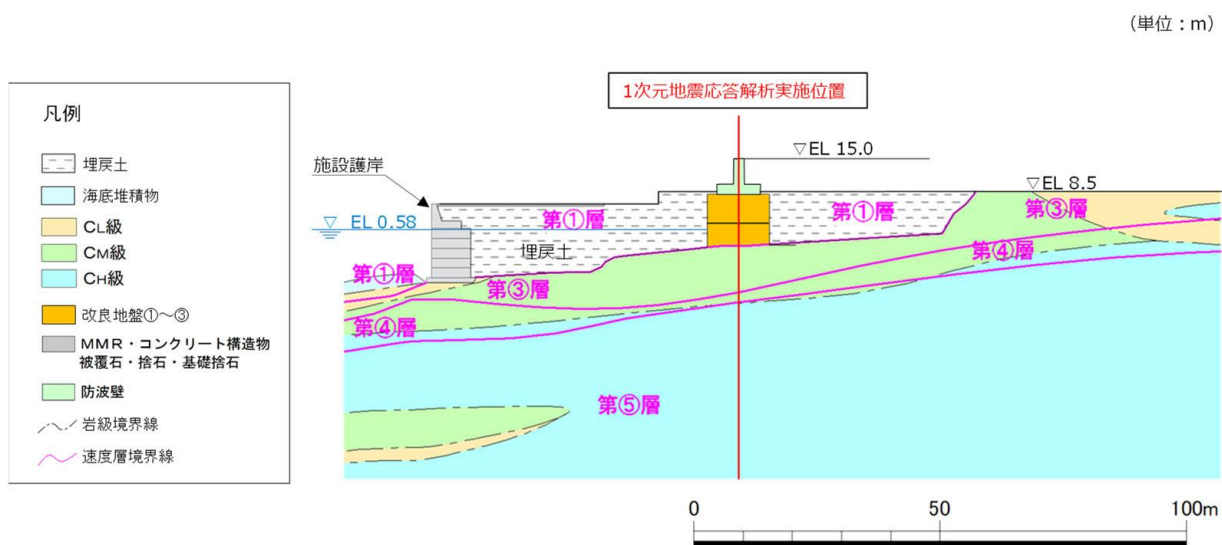 （単位：m）
1次元地震応答解析実施位置
凡例
埋戻土
海底堆積物
CL級
CM級
CH級
改良地盤①～③
MMR・コンクリート構造物
被覆石・捨石・基礎捨石
防波壁
岩級境界線
速度層境界線
施設護岸
▽EL 15.0
▽EL 8.5
▽ EL 0.58
第①層
第①層
第③層
埋戻土
第④層
第①層
第③層
第④層
第⑤層
0 50 100m